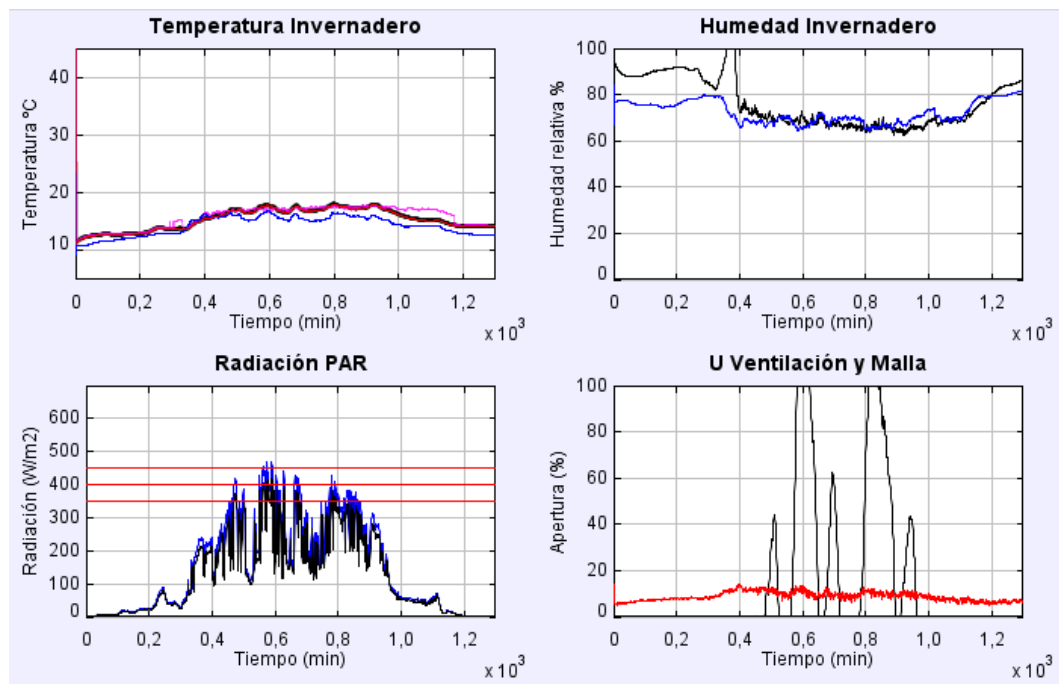 Temperatura Invernadero
Temperatura ºC
40
30
20
10
0 0,2 0,4 0,6 0,8 1,0 1,2
Tiempo (min)
x 10³
Humedad Invernadero
Humedad relativa %
100
80
60
40
20
0
0 0,2 0,4 0,6 0,8 1,0 1,2
Tiempo (min)
x 10³
Radiación PAR
Radiación (W/m2)
600
500
400
300
200
100
0
0 0,2 0,4 0,6 0,8 1,0 1,2
Tiempo (min)
x 10³
U Ventilación y Malla
Apertura (%)
100
80
60
40
20
0
0 0,2 0,4 0,6 0,8 1,0 1,2
Tiempo (min)
x 10³